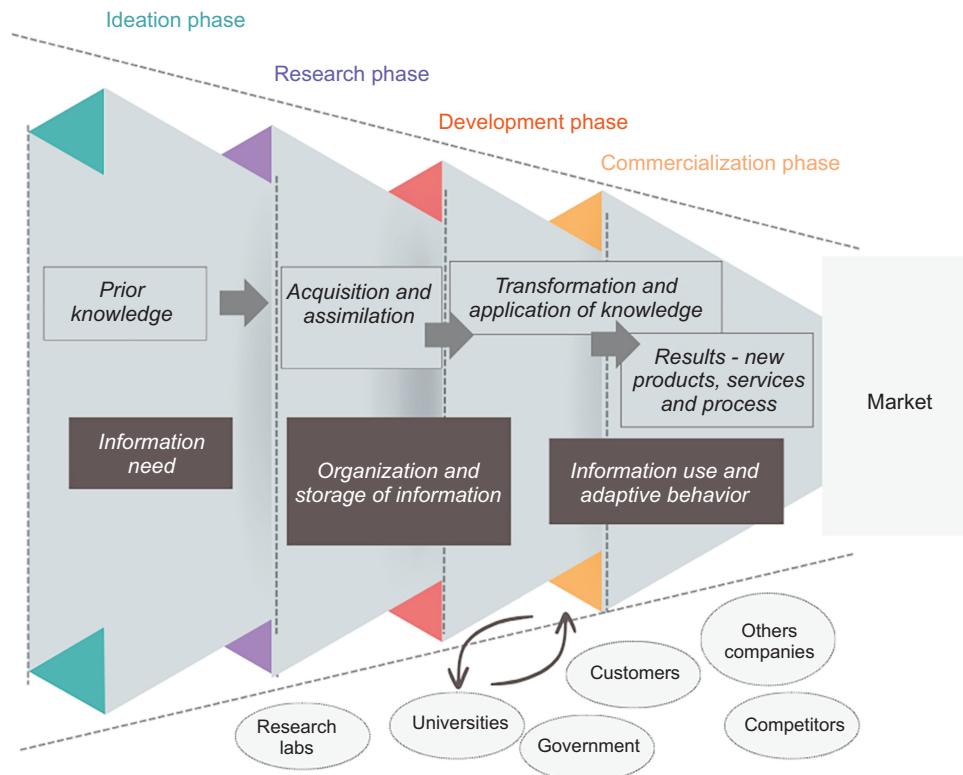 Ideation phase
Research phase
Development phase
Commercialization phase
Prior
knowledge
Acquisition and
assimilation
Transformation and
application of knowledge
Results - new
products, services
and process
Market
Information
need
Organization and
storage of information
Information use and
adaptive behavior
Others
companies
Customers
Universities
Research
labs
Government
Competitors